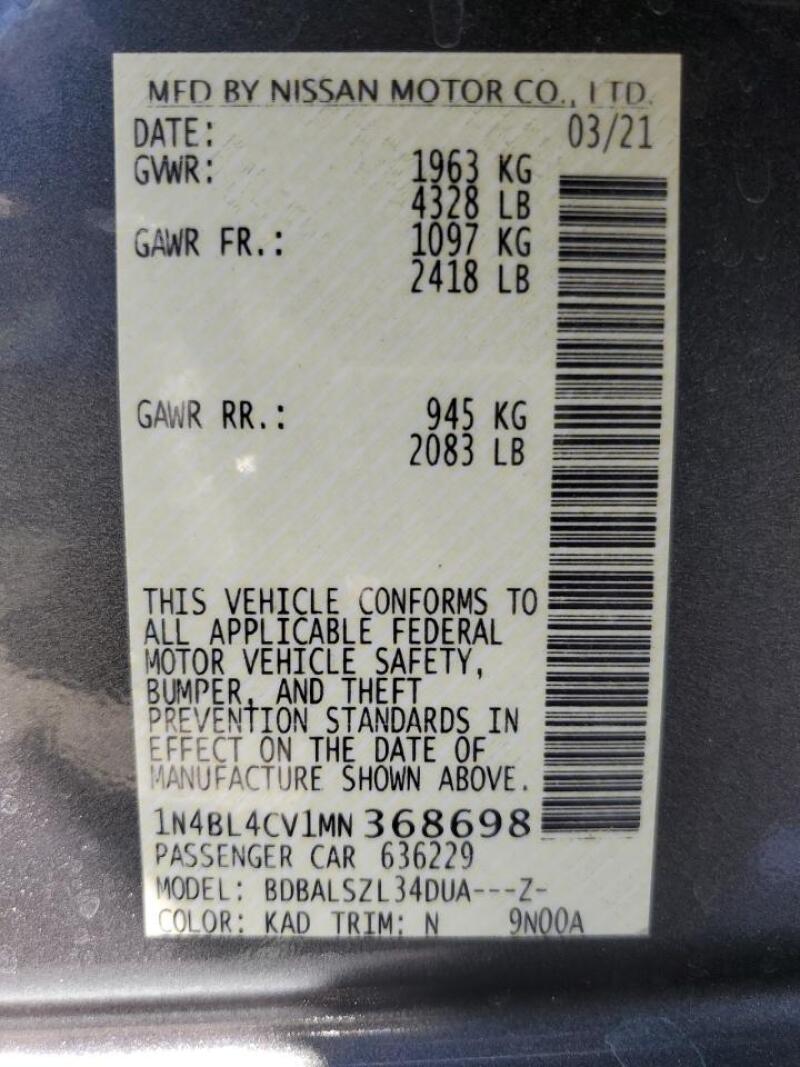 MFD BY NISSAN MOTOR CO., LTD.
DATE: 03/21
GVWR: 1963 KG
4328 LB
GAWR FR.: 1097 KG
2418 LB
GAWR RR.: 945 KG
2083 LB
THIS VEHICLE CONFORMS TO
ALL APPLICABLE FEDERAL
MOTOR VEHICLE SAFETY,
BUMPER, AND THEFT
PREVENTION STANDARDS IN
EFFECT ON THE DATE OF
MANUFACTURE SHOWN ABOVE.
1N4BL4CV1MN368698
PASSENGER CAR 636229
MODEL: BDBALSZL34DUA---Z-
COLOR: KAD TRIM: N 9N00A